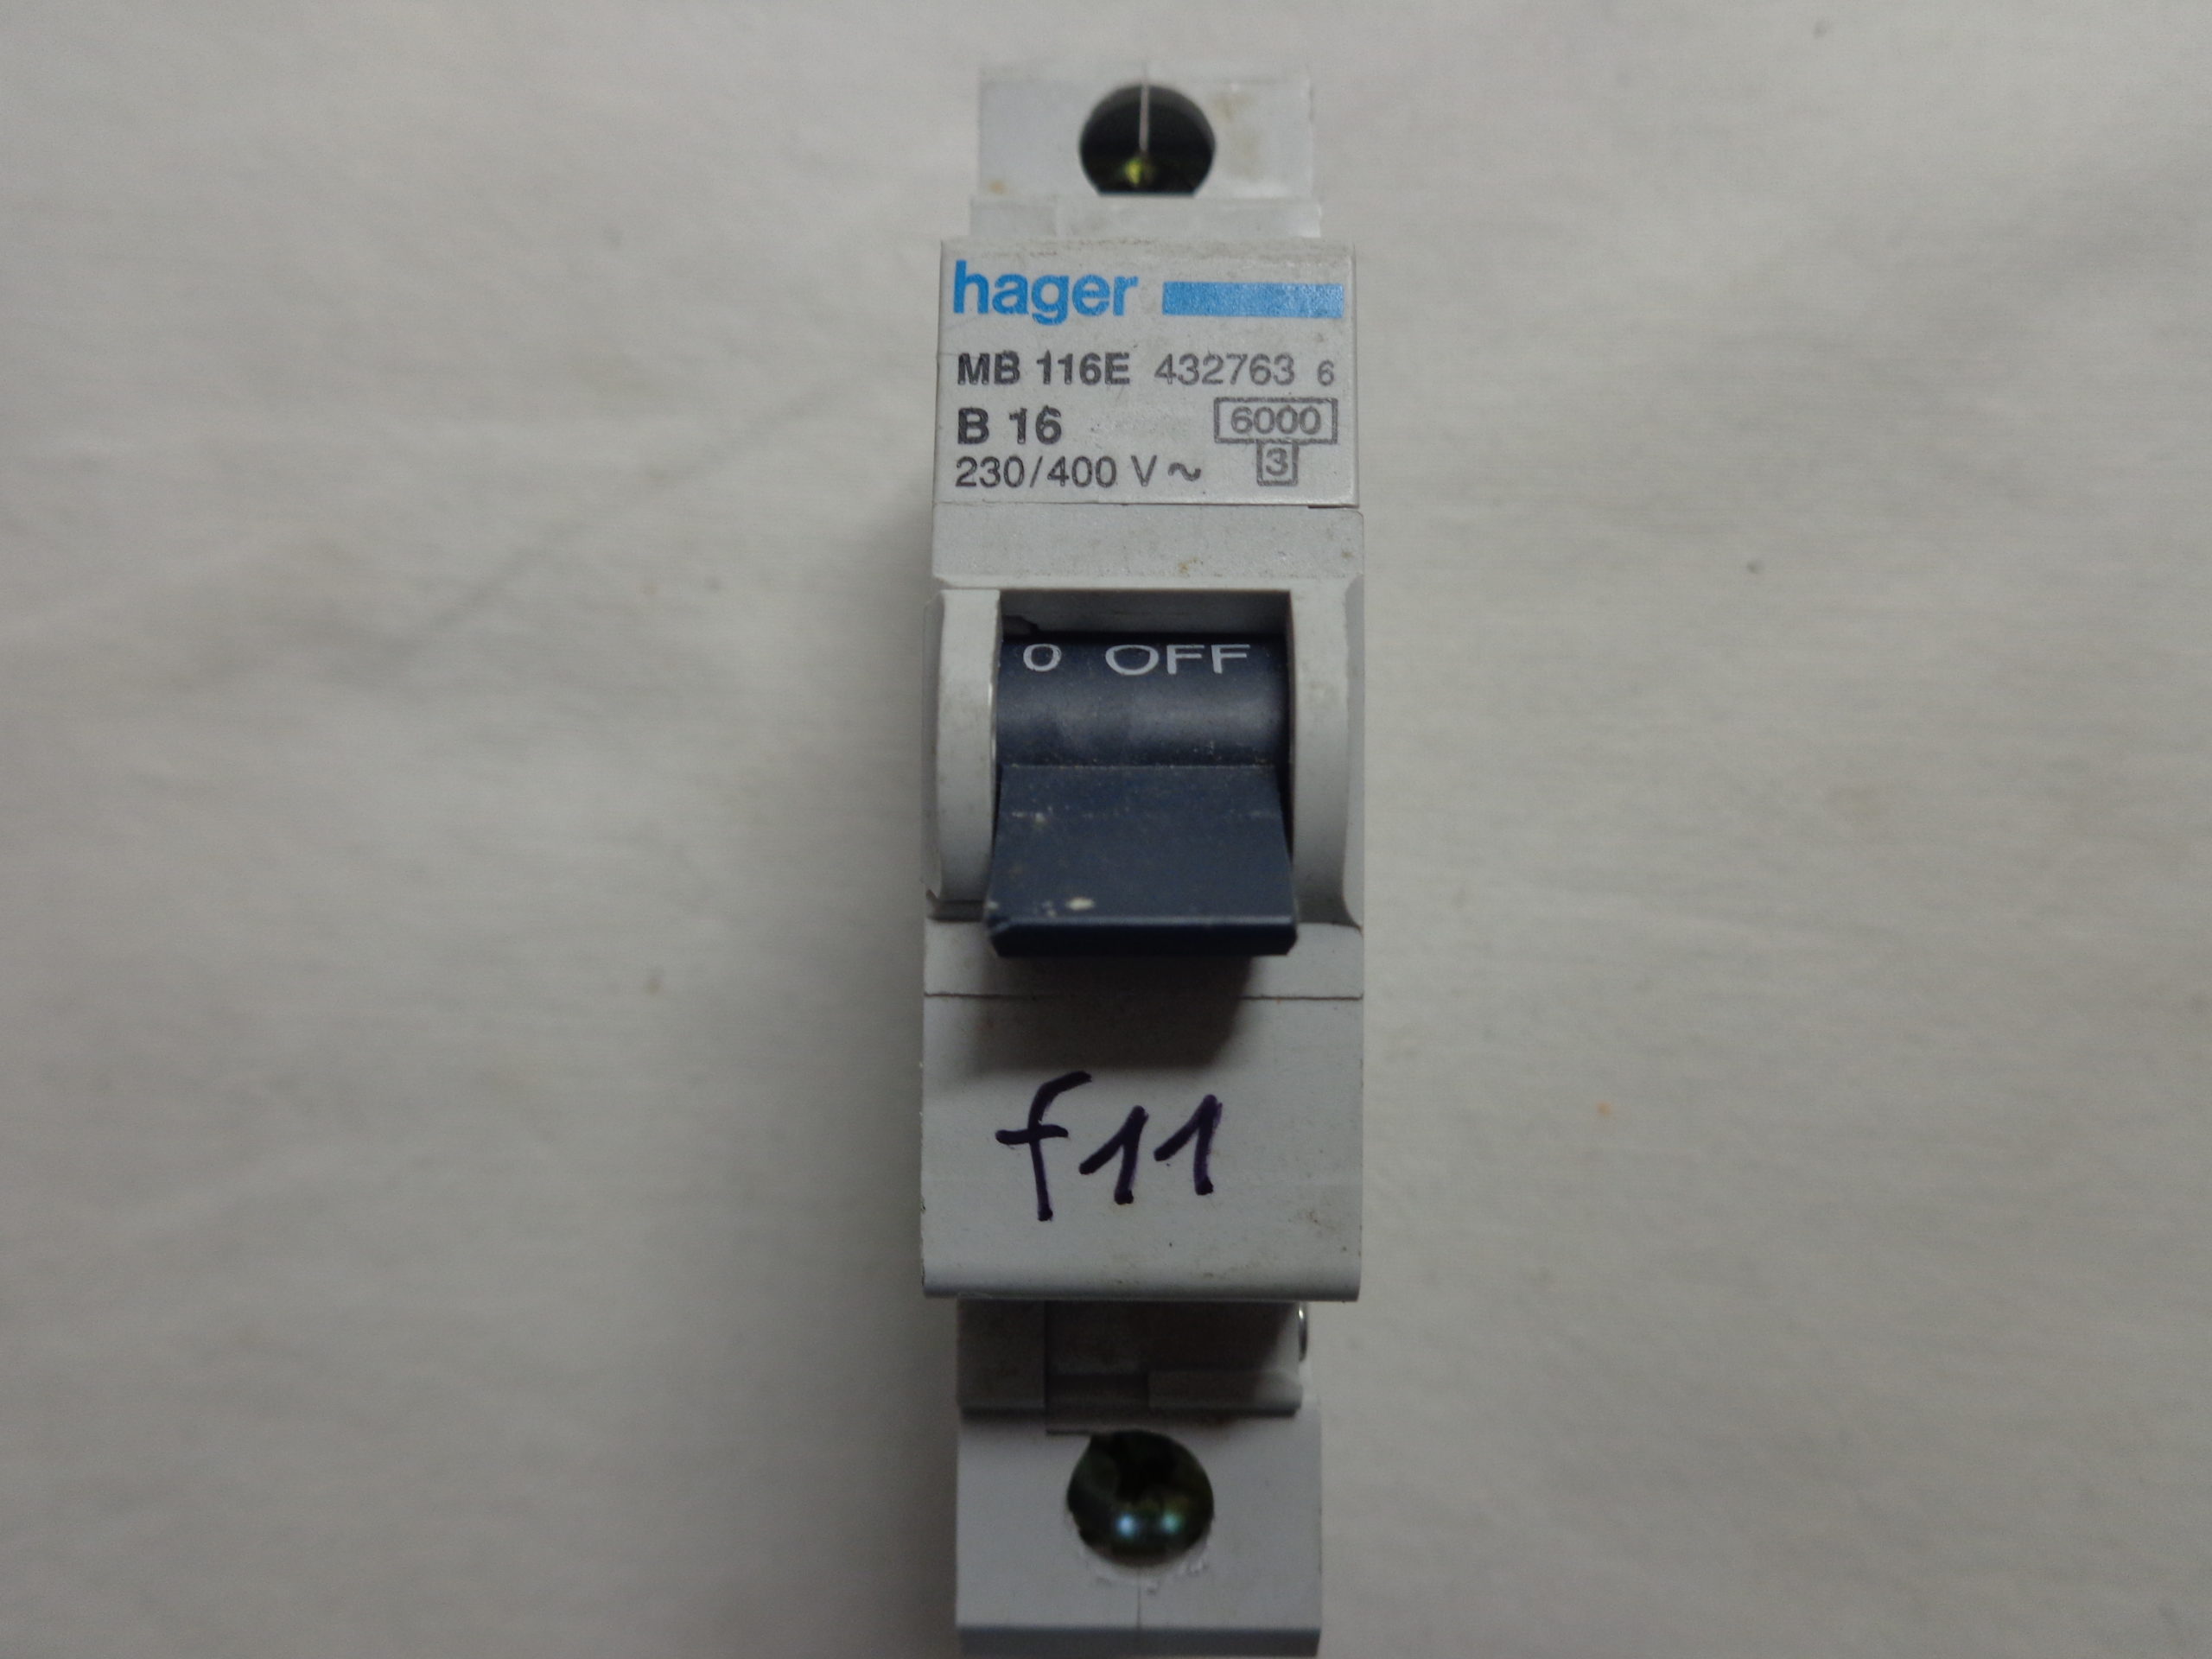 hager
MB 116E 432763 6
B 16 6000
230/400 V~ 3
0 OFF
f11